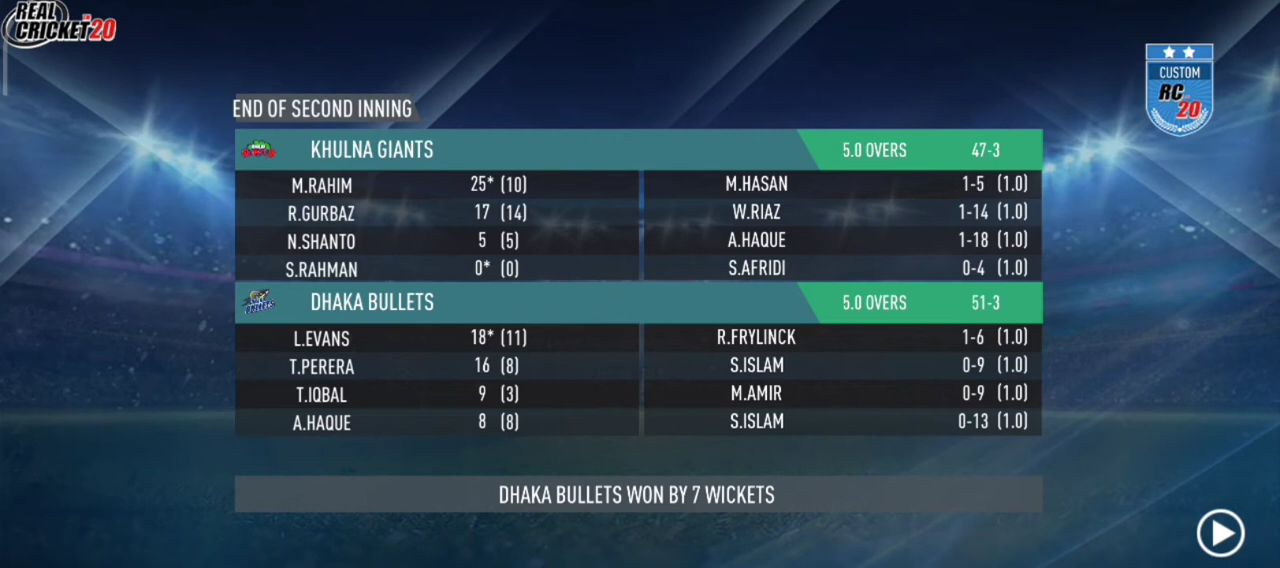 REAL
CRICKET 20
CUSTOM
RC
20
END OF SECOND INNING
KHULNA GIANTS 5.0 OVERS 47-3
M.RAHIM 25* (10) M.HASAN 1-5 (1.0)
R.GURBAZ 17 (14) W.RIAZ 1-14 (1.0)
N.SHANTO 5 (5) A.HAQUE 1-18 (1.0)
S.RAHMAN 0* (0) S.AFRIDI 0-4 (1.0)
DHAKA BULLETS 5.0 OVERS 51-3
L.EVANS 18* (11) R.FRYLINCK 1-6 (1.0)
T.PERERA 16 (8) S.ISLAM 0-9 (1.0)
T.IQBAL 9 (3) M.AMIR 0-9 (1.0)
A.HAQUE 8 (8) S.ISLAM 0-13 (1.0)
DHAKA BULLETS WON BY 7 WICKETS